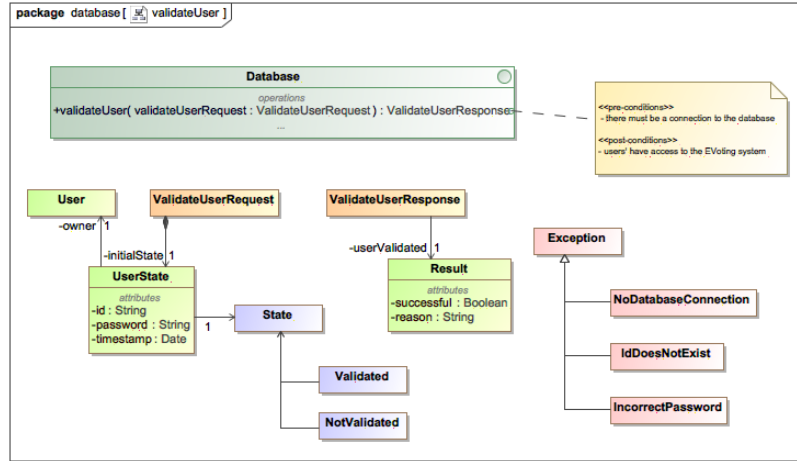 package database [ validateUser ]
Database
operations
+validateUser( validateUserRequest : ValidateUserRequest ) : ValidateUserResponse
...
<<pre-conditions>>
- there must be a connection to the database
<<post-conditions>>
- users' have access to the EVoting system
User
ValidateUserRequest
ValidateUserResponse
-owner 1
-initialState 1
-userValidated 1
Exception
UserState
attributes
-id : String
-password : String
-timestamp : Date
1
State
Result
attributes
-successful : Boolean
-reason : String
NoDatabaseConnection
IdDoesNotExist
IncorrectPassword
Validated
NotValidated